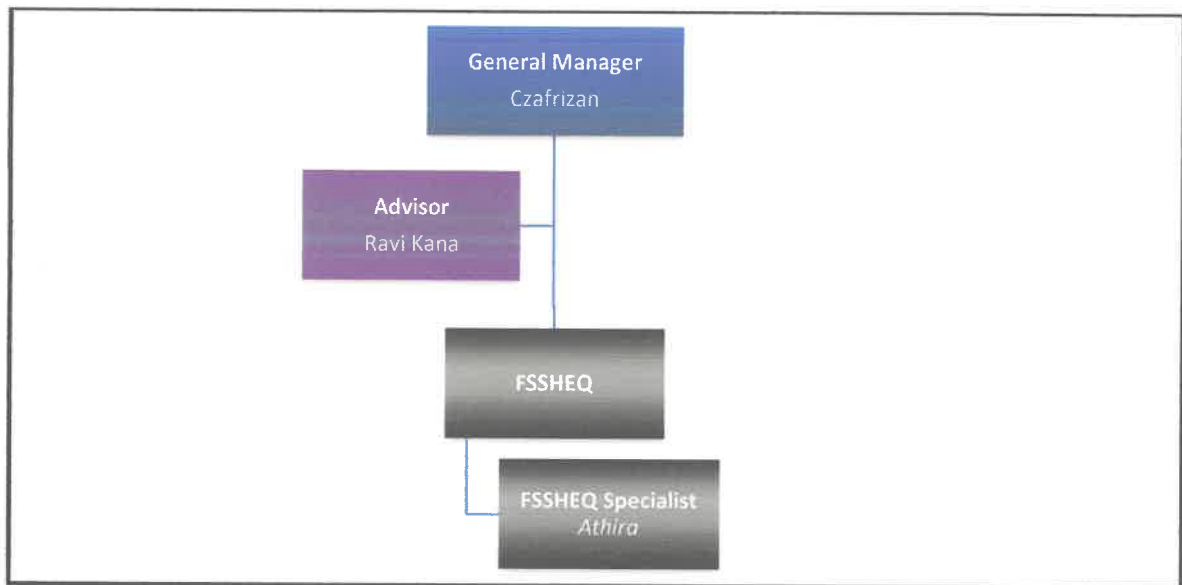 General Manager
Czafrizan
Advisor
Ravi Kana
FSSHEQ
FSSHEQ Specialist
Athira